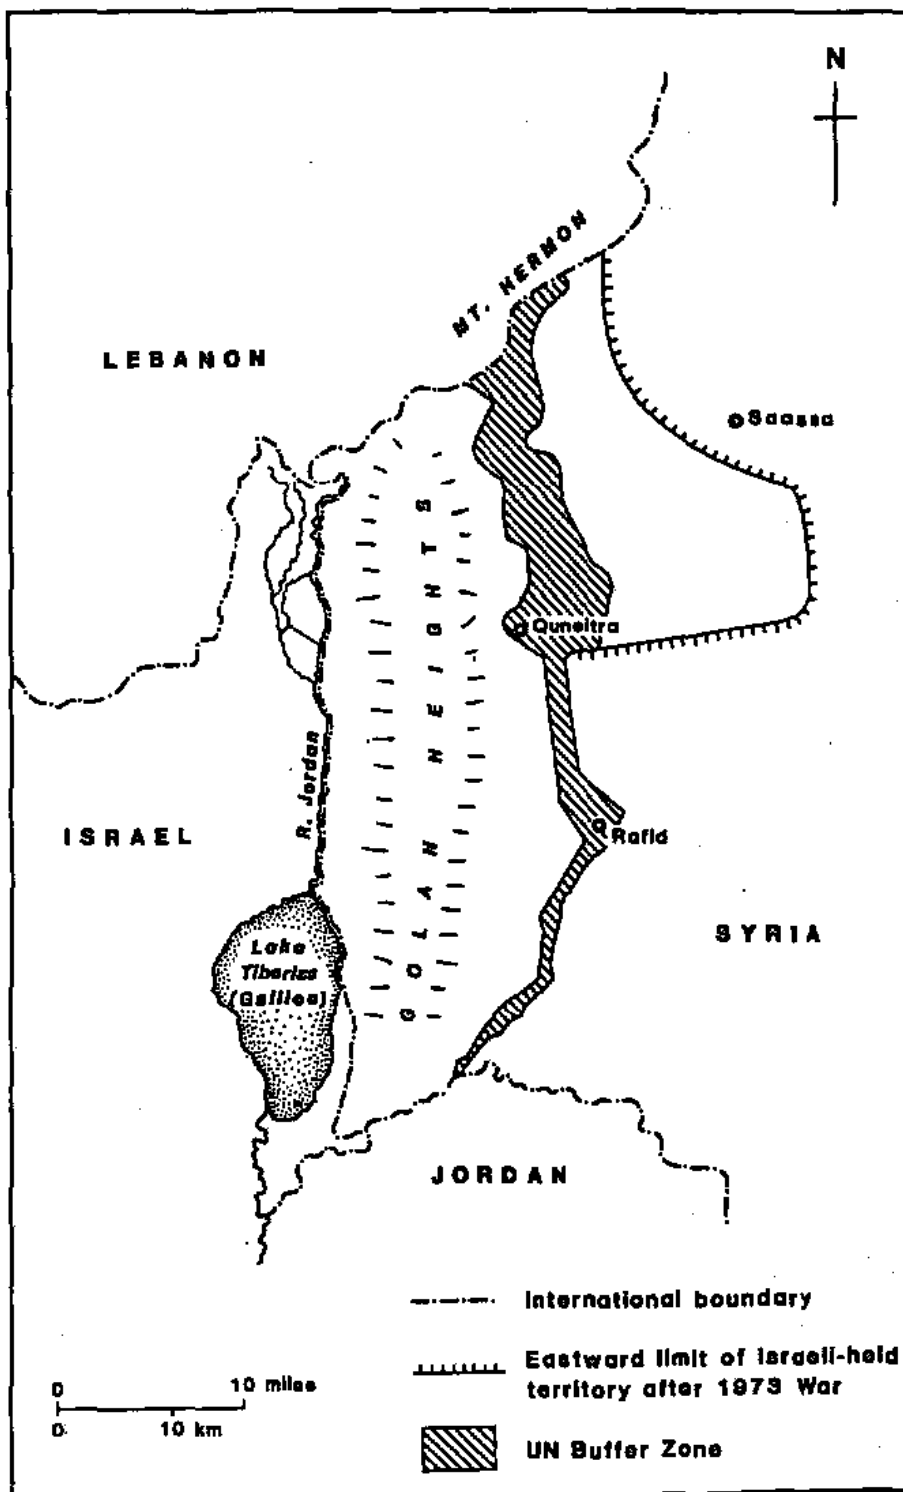 N
MT. HERMON
LEBANON
Saassa
GOLAN HEIGHTS
Quneitra
R. Jordan
ISRAEL
Rafid
SYRIA
Lake
Tiberias
(Galilee)
JORDAN
International boundary
Eastward limit of Israeli-held
territory after 1973 War
UN Buffer Zone
0 10 miles
0 10 km